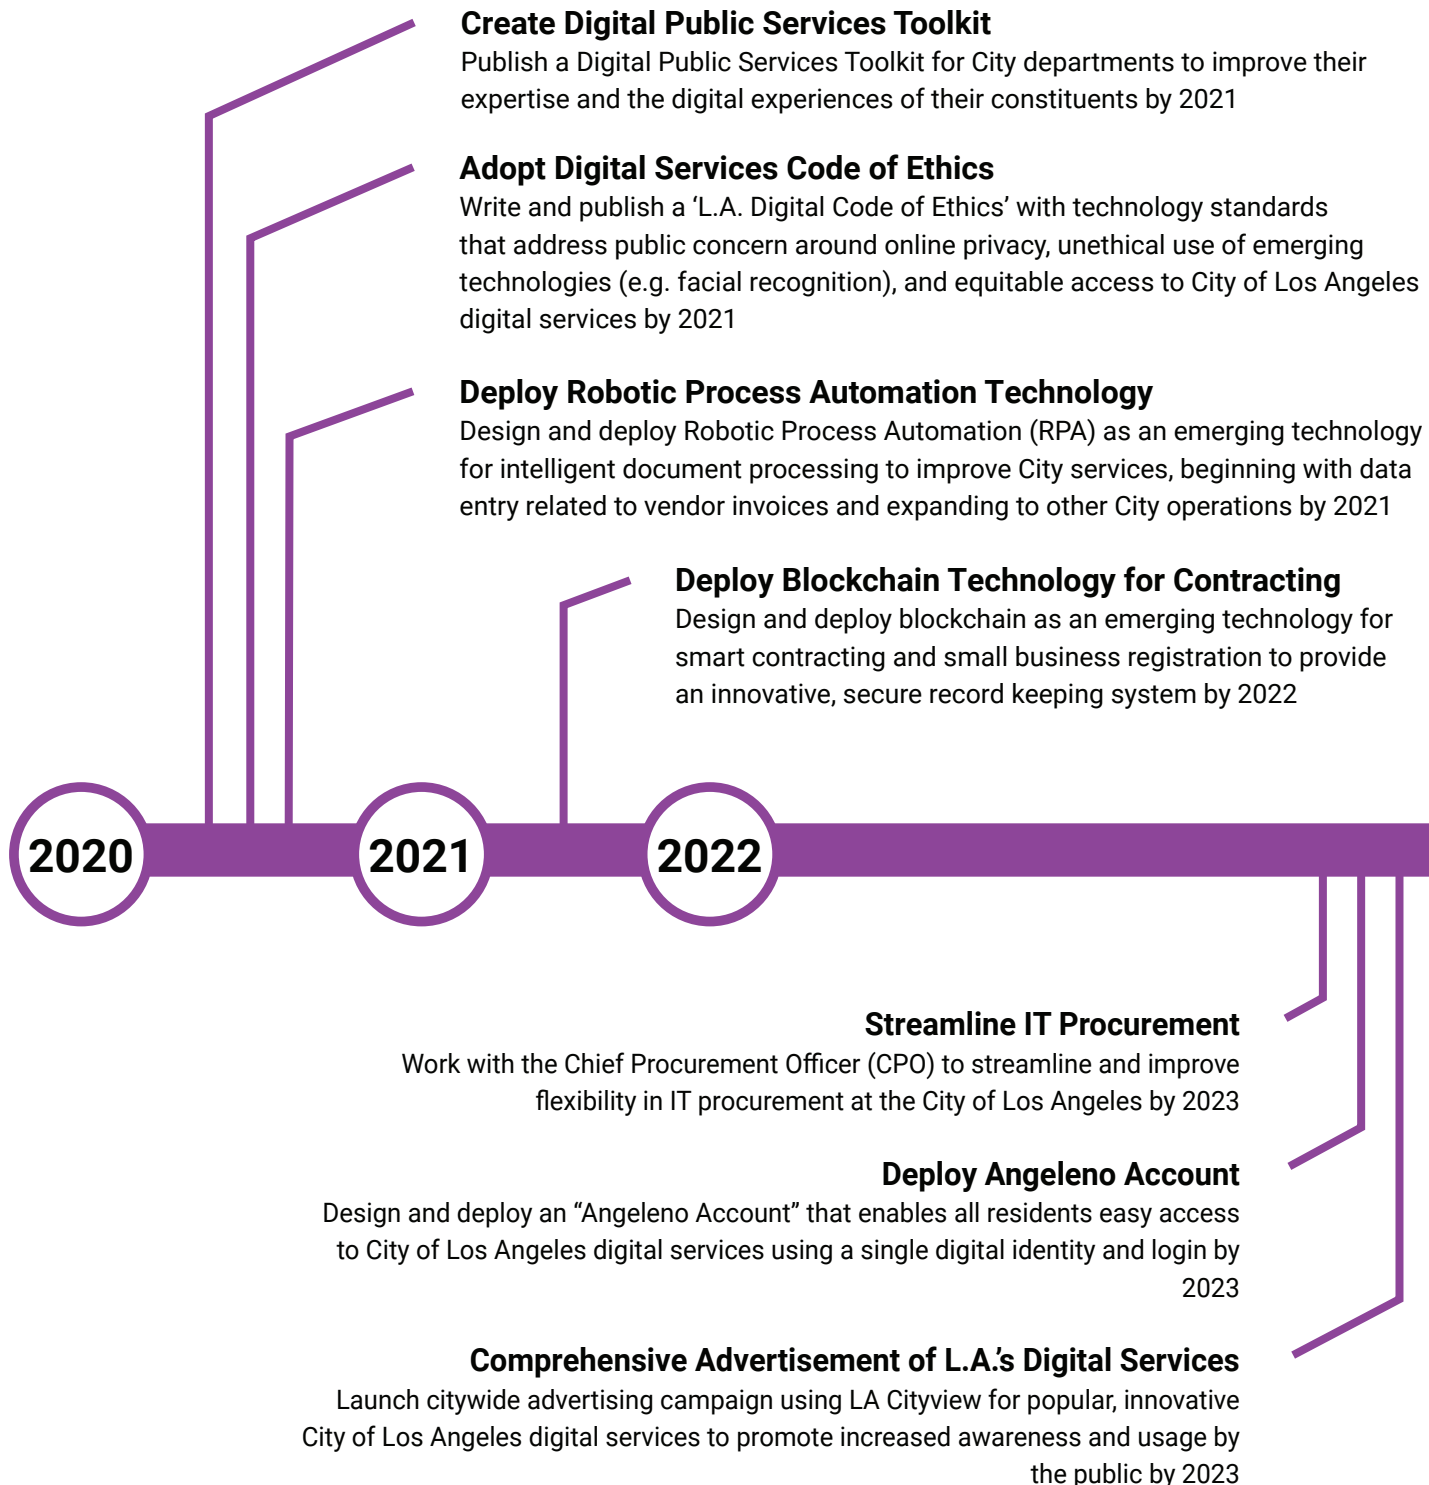 Create Digital Public Services Toolkit
Publish a Digital Public Services Toolkit for City departments to improve their
expertise and the digital experiences of their constituents by 2021
Adopt Digital Services Code of Ethics
Write and publish a ‘L.A. Digital Code of Ethics’ with technology standards
that address public concern around online privacy, unethical use of emerging
technologies (e.g. facial recognition), and equitable access to City of Los Angeles
digital services by 2021
Deploy Robotic Process Automation Technology
Design and deploy Robotic Process Automation (RPA) as an emerging technology
for intelligent document processing to improve City services, beginning with data
entry related to vendor invoices and expanding to other City operations by 2021
Deploy Blockchain Technology for Contracting
Design and deploy blockchain as an emerging technology for
smart contracting and small business registration to provide
an innovative, secure record keeping system by 2022
2020
2021
2022
Streamline IT Procurement
Work with the Chief Procurement Officer (CPO) to streamline and improve
flexibility in IT procurement at the City of Los Angeles by 2023
Deploy Angeleno Account
Design and deploy an “Angeleno Account” that enables all residents easy access
to City of Los Angeles digital services using a single digital identity and login by
2023
Comprehensive Advertisement of L.A.’s Digital Services
Launch citywide advertising campaign using LA Cityview for popular, innovative
City of Los Angeles digital services to promote increased awareness and usage by
the public by 2023